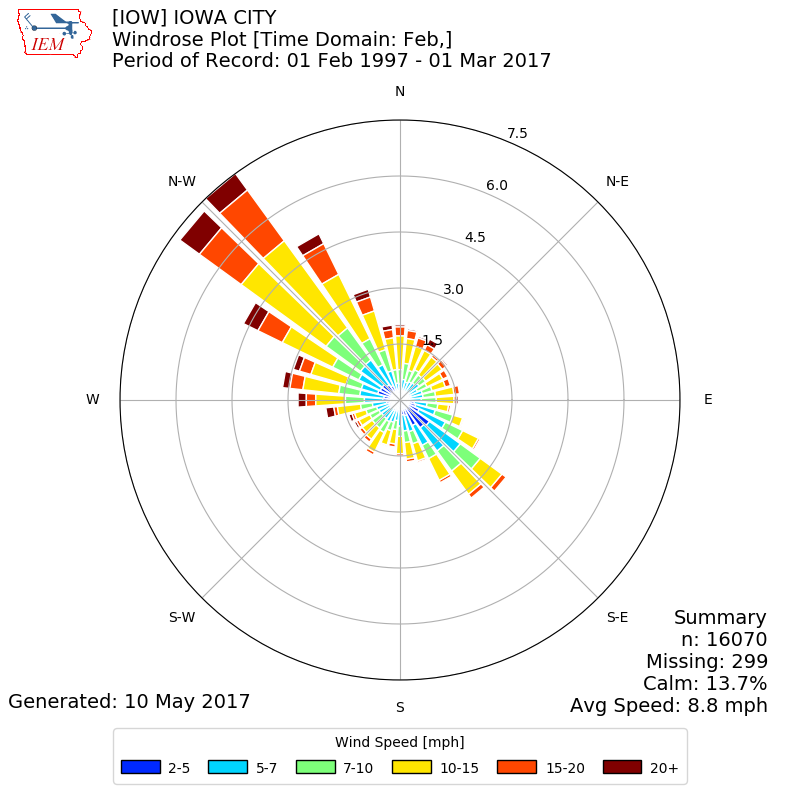 IEM
[IOW] IOWA CITY
Windrose Plot [Time Domain: Feb,]
Period of Record: 01 Feb 1997 - 01 Mar 2017
N
7.5
N-W
N-E
6.0
4.5
3.0
1.5
W
E
S-W
S-E
S
Summary
n: 16070
Missing: 299
Calm: 13.7%
Avg Speed: 8.8 mph
Generated: 10 May 2017
Wind Speed [mph]
2-5 5-7 7-10 10-15 15-20 20+